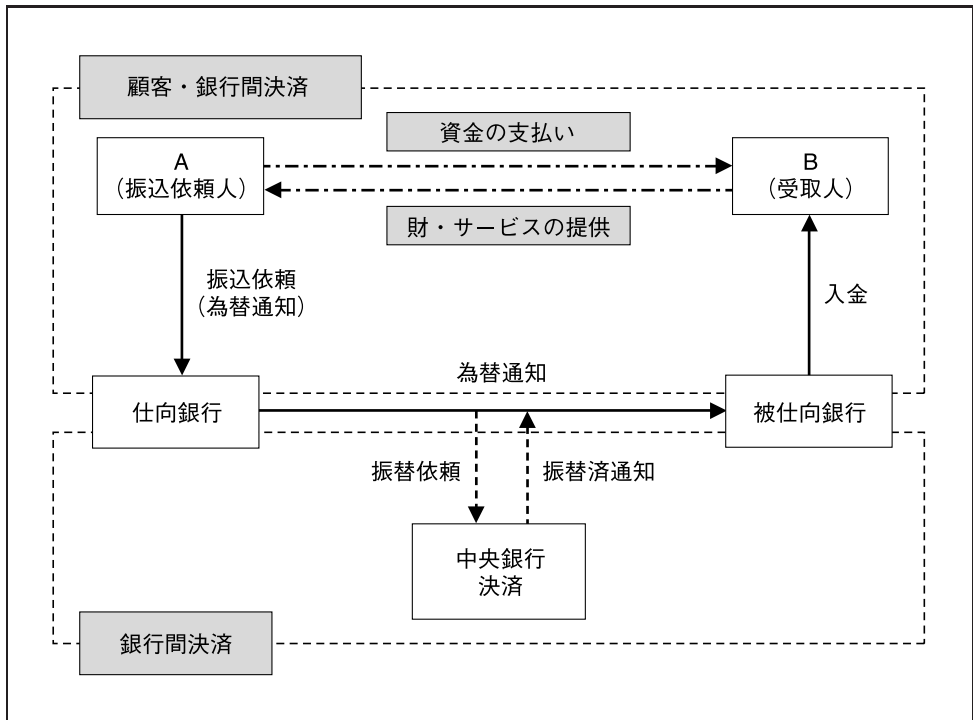 顧客・銀行間決済
資金の支払い
A
（振込依頼人）
B
（受取人）
財・サービスの提供
振込依頼
（為替通知）
入金
為替通知
仕向銀行
被仕向銀行
振替依頼
振替済通知
中央銀行
決済
銀行間決済